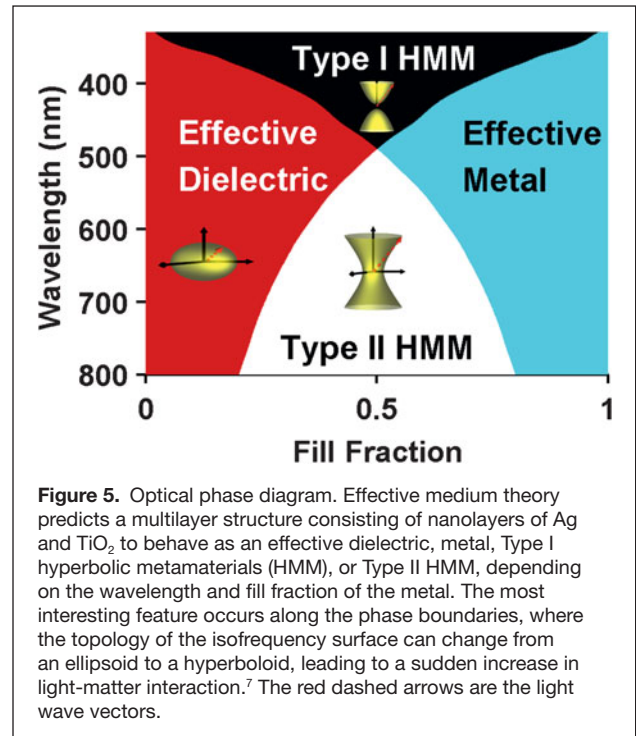 Type I HMM
400
Effective
Dielectric
Effective
Metal
500
600
700
800
Wavelength (nm)
Type II HMM
0
0.5
1
Fill Fraction
Figure 5. Optical phase diagram. Effective medium theory
predicts a multilayer structure consisting of nanolayers of Ag
and TiO₂ to behave as an effective dielectric, metal, Type I
hyperbolic metamaterials (HMM), or Type II HMM, depending
on the wavelength and fill fraction of the metal. The most
interesting feature occurs along the phase boundaries, where
the topology of the isofrequency surface can change from
an ellipsoid to a hyperboloid, leading to a sudden increase in
light-matter interaction.⁷ The red dashed arrows are the light
wave vectors.